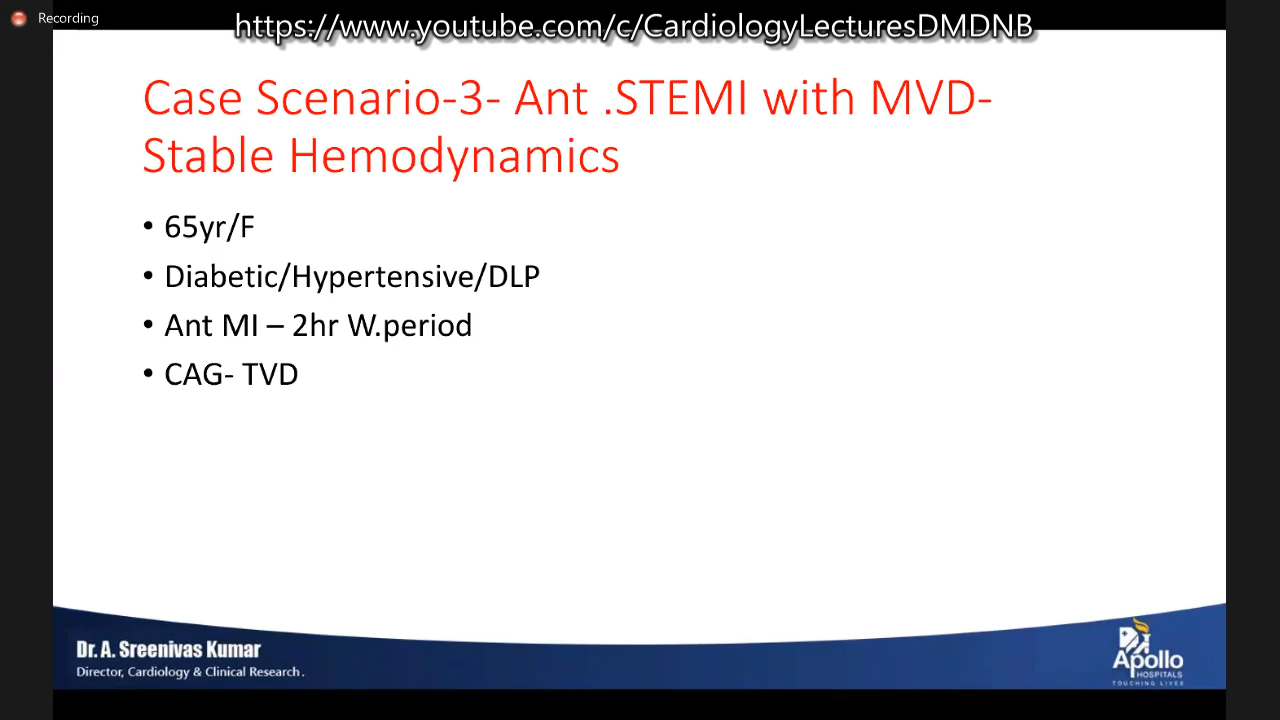 Recording
https://www.youtube.com/c/CardiologyLecturesDMDNB
Case Scenario-3- Ant .STEMI with MVD-
Stable Hemodynamics
• 65yr/F
• Diabetic/Hypertensive/DLP
• Ant MI – 2hr W.period
• CAG- TVD
Dr. A. Sreenivas Kumar
Director, Cardiology & Clinical Research.
Apollo
HOSPITALS
TOUCHING LIVES